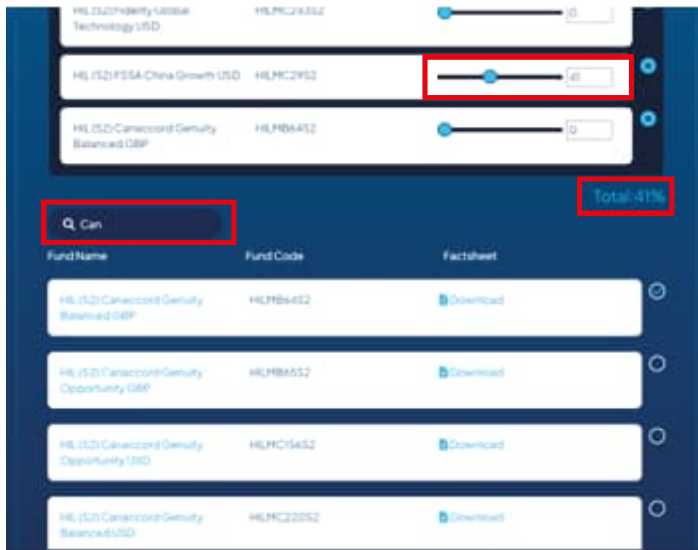 HIL (S2) Fidelity Global HILMC243S2 0
Technology USD
HIL (S2) FSSA China Growth USD HILMC29S2 41
HIL (S2) Canaccord Genuity HILMB64S2 0
Balanced GBP
Total:41%
Can
Fund Name Fund Code Factsheet
HIL (S2) Canaccord Genuity HILMB64S2 Download
Balanced GBP
HIL (S2) Canaccord Genuity HILMB65S2 Download
Opportunity GBP
HIL (S2) Canaccord Genuity HILMC156S2 Download
Opportunity USD
HIL (S2) Canaccord Genuity HILMC220S2 Download
Balanced USD